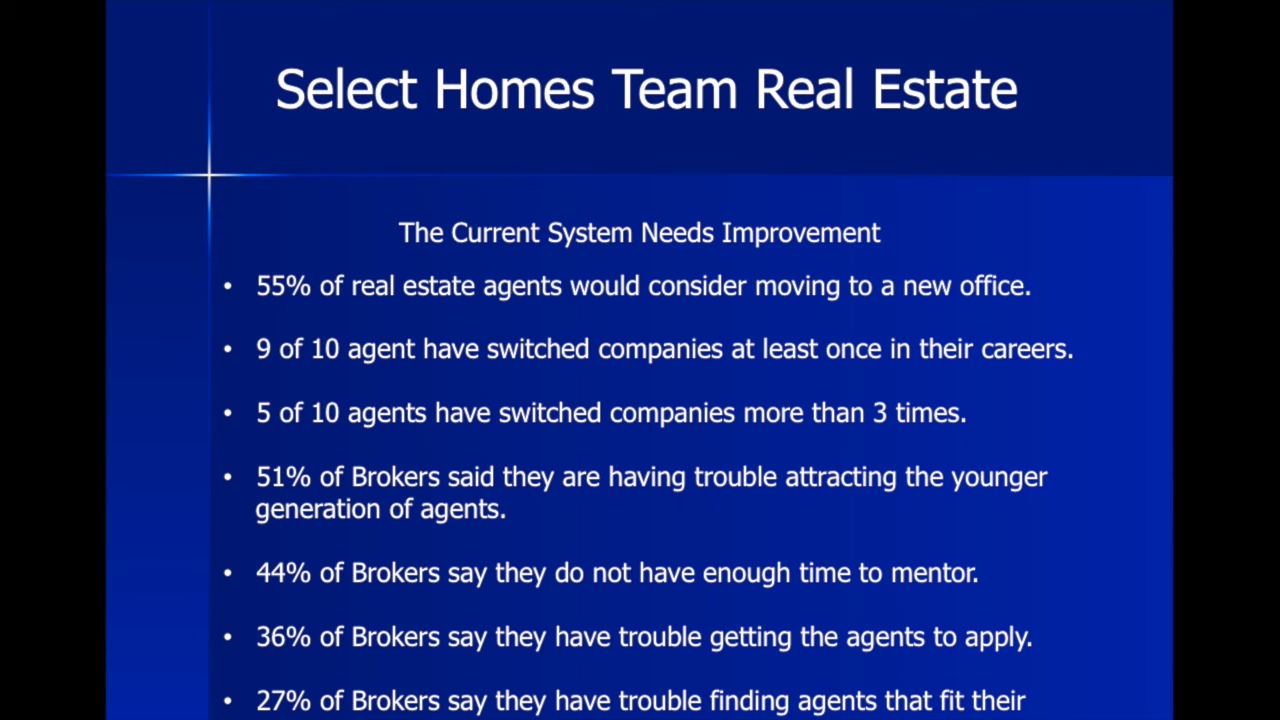 Select Homes Team Real Estate
The Current System Needs Improvement
• 55% of real estate agents would consider moving to a new office.
• 9 of 10 agent have switched companies at least once in their careers.
• 5 of 10 agents have switched companies more than 3 times.
• 51% of Brokers said they are having trouble attracting the younger
generation of agents.
• 44% of Brokers say they do not have enough time to mentor.
• 36% of Brokers say they have trouble getting the agents to apply.
• 27% of Brokers say they have trouble finding agents that fit their